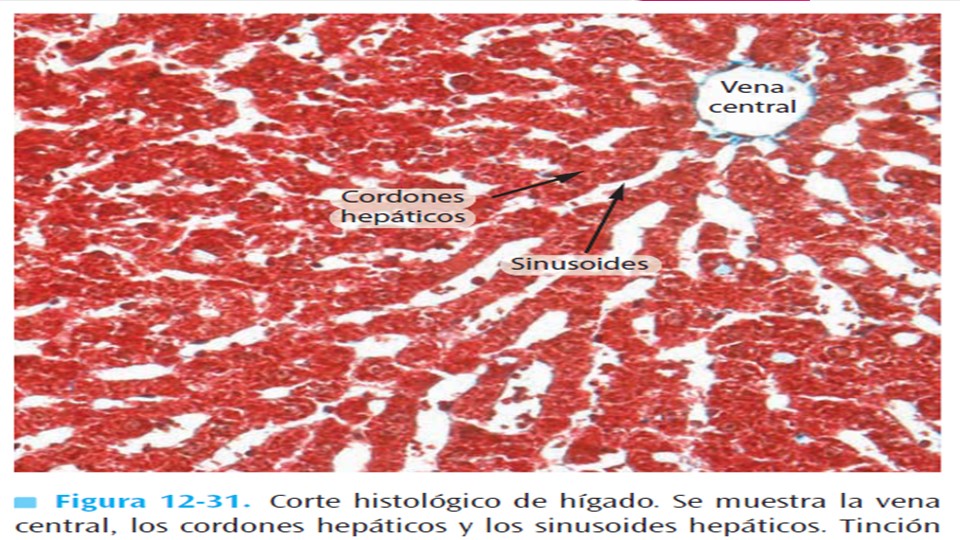 Vena
central
Cordones
hepáticos
Sinusoides
Figura 12-31. Corte histológico de hígado. Se muestra la vena
central, los cordones hepáticos y los sinusoides hepáticos. Tinción